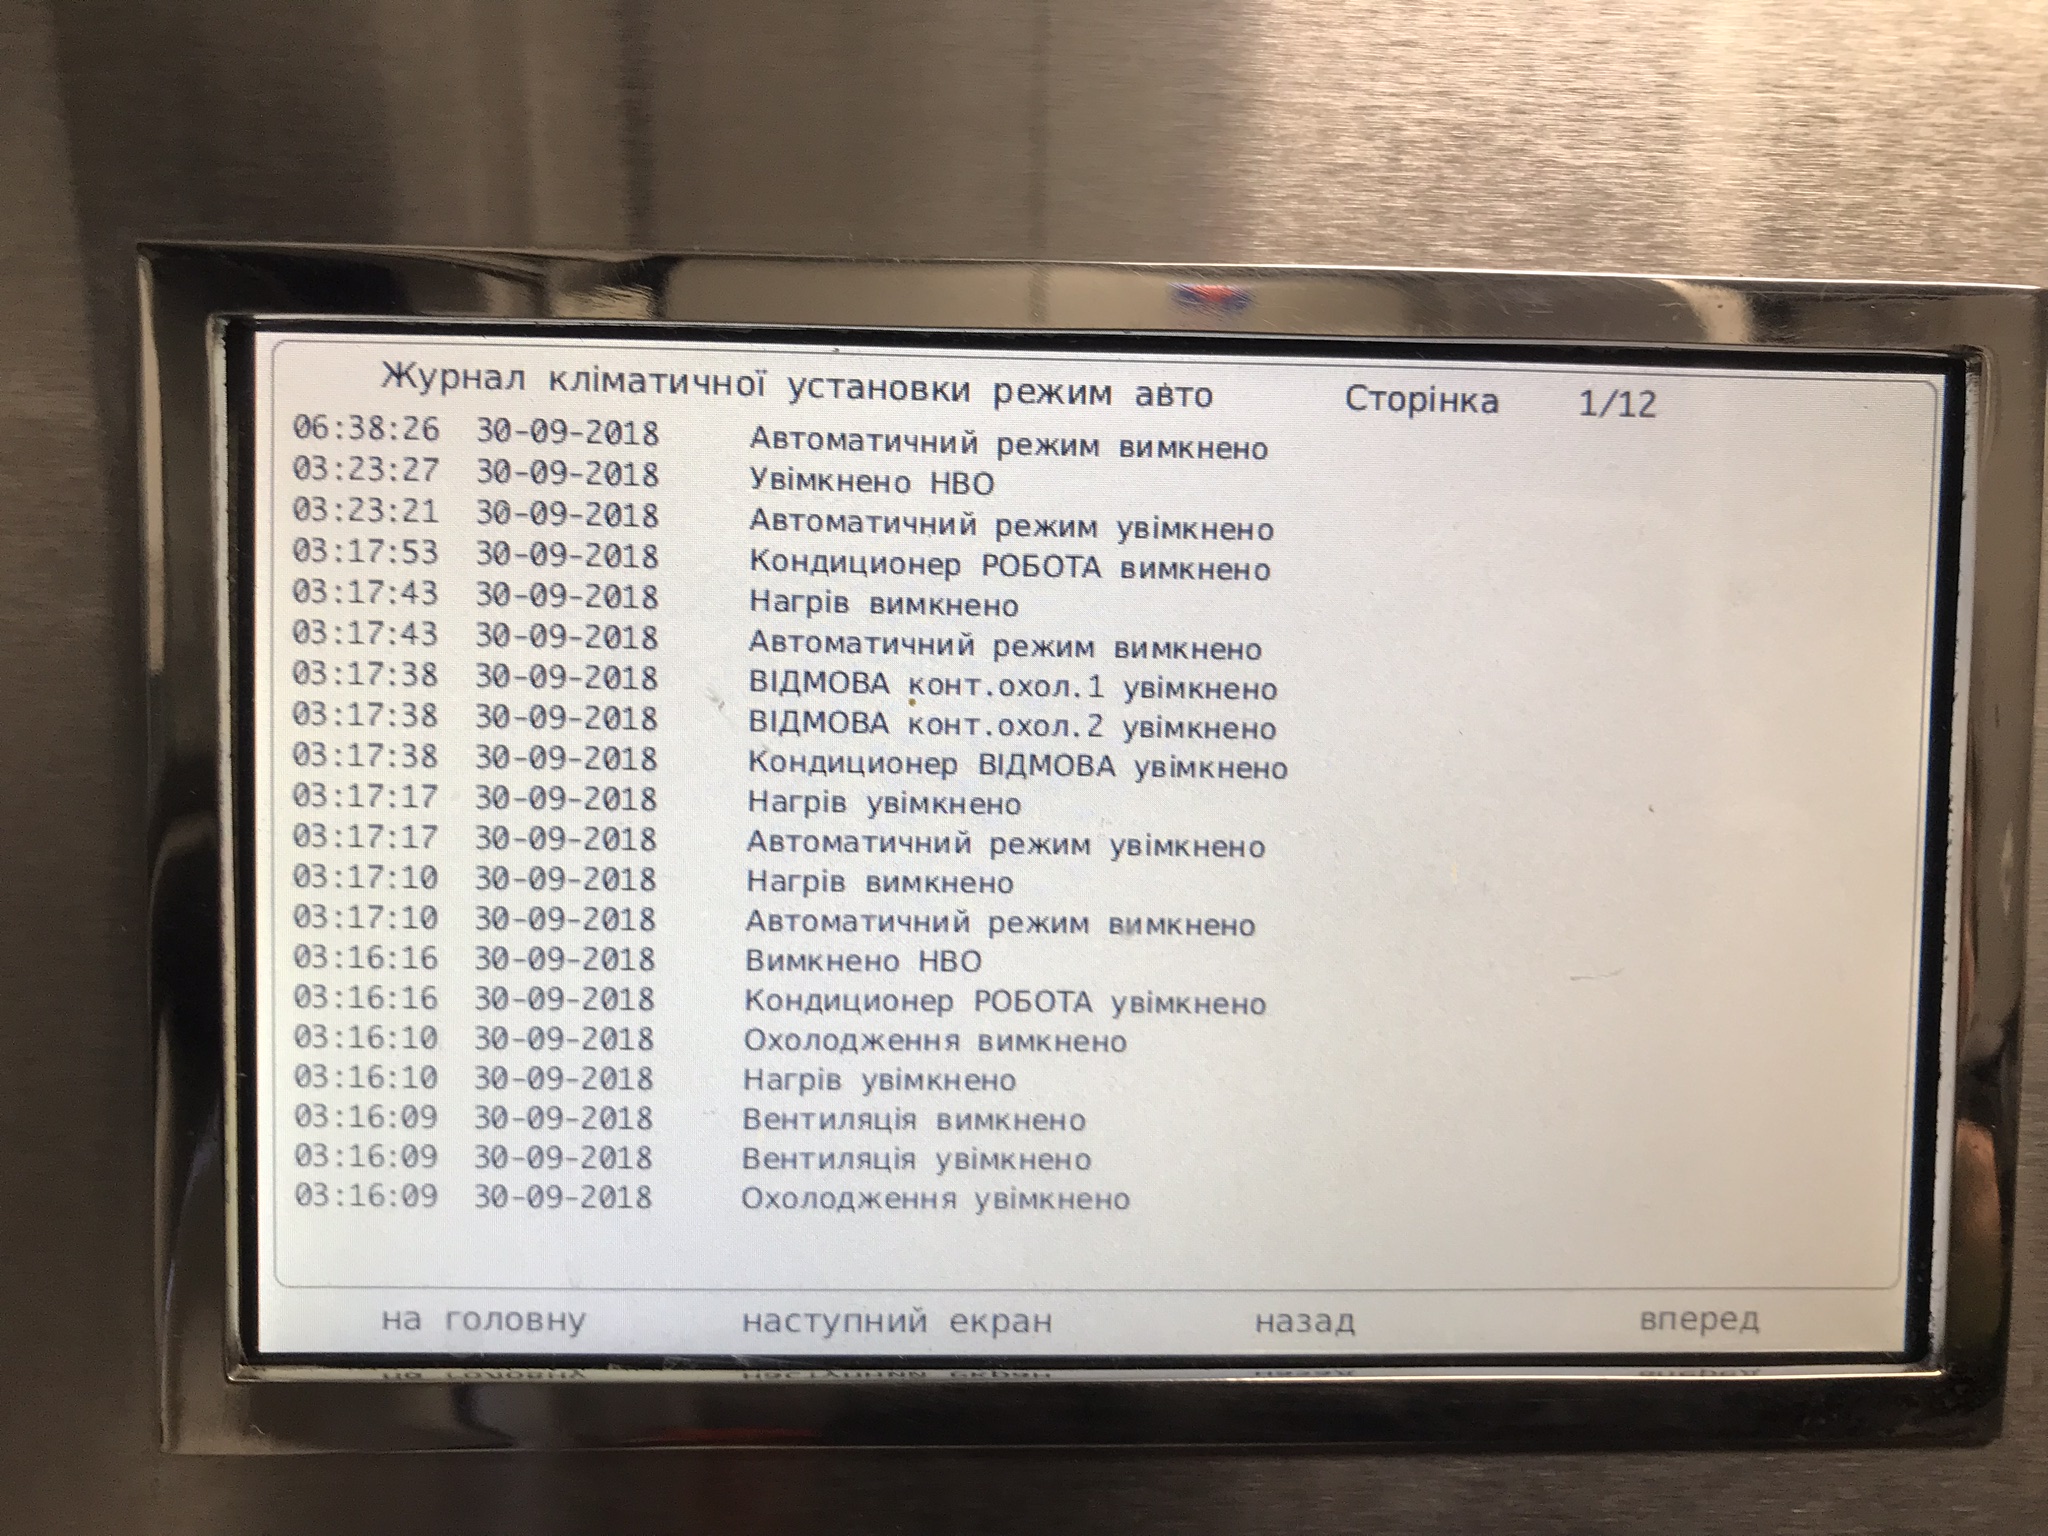 Журнал кліматичної установки режим авто Сторінка 1/12
06:38:26 30-09-2018 Автоматичний режим вимкнено
03:23:27 30-09-2018 Увімкнено НВО
03:23:21 30-09-2018 Автоматичний режим увімкнено
03:17:53 30-09-2018 Кондиционер РОБОТА вимкнено
03:17:43 30-09-2018 Нагрів вимкнено
03:17:43 30-09-2018 Автоматичний режим вимкнено
03:17:38 30-09-2018 ВІДМОВА конт.охол.1 увімкнено
03:17:38 30-09-2018 ВІДМОВА конт.охол.2 увімкнено
03:17:38 30-09-2018 Кондиционер ВІДМОВА увімкнено
03:17:17 30-09-2018 Нагрів увімкнено
03:17:17 30-09-2018 Автоматичний режим увімкнено
03:17:10 30-09-2018 Нагрів вимкнено
03:17:10 30-09-2018 Автоматичний режим вимкнено
03:16:16 30-09-2018 Вимкнено НВО
03:16:16 30-09-2018 Кондиционер РОБОТА увімкнено
03:16:10 30-09-2018 Охолодження вимкнено
03:16:10 30-09-2018 Нагрів увімкнено
03:16:09 30-09-2018 Вентиляція вимкнено
03:16:09 30-09-2018 Вентиляція увімкнено
03:16:09 30-09-2018 Охолодження увімкнено
на головну наступний екран назад вперед